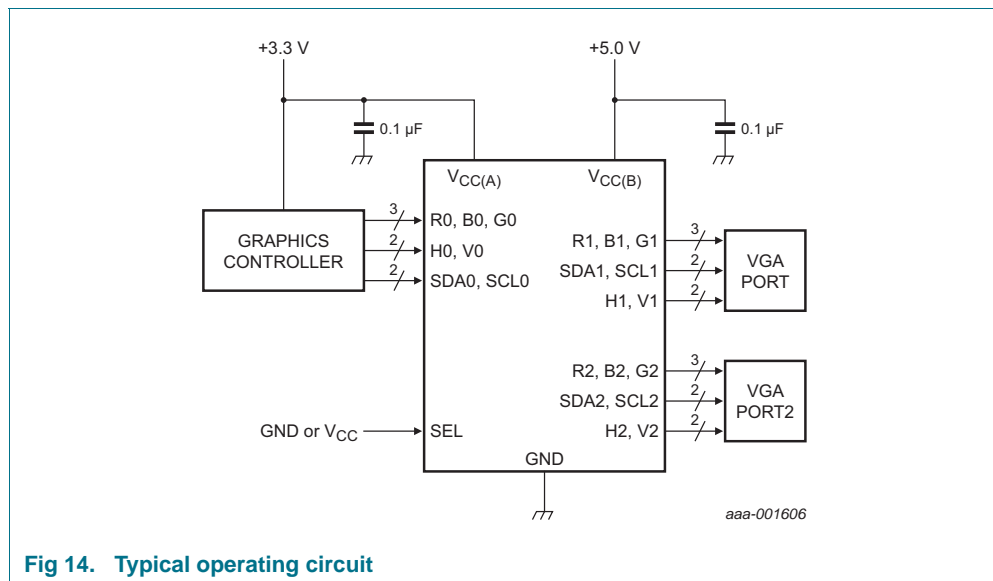 +3.3 V
+5.0 V
0.1 μF
0.1 μF
VCC(A)
VCC(B)
GRAPHICS
CONTROLLER
3
R0, B0, G0
2
H0, V0
2
SDA0, SCL0
R1, B1, G1
3
SDA1, SCL1
2
H1, V1
2
VGA
PORT
R2, B2, G2
3
SDA2, SCL2
2
H2, V2
2
VGA
PORT2
GND or VCC
SEL
GND
aaa-001606
Fig 14. Typical operating circuit